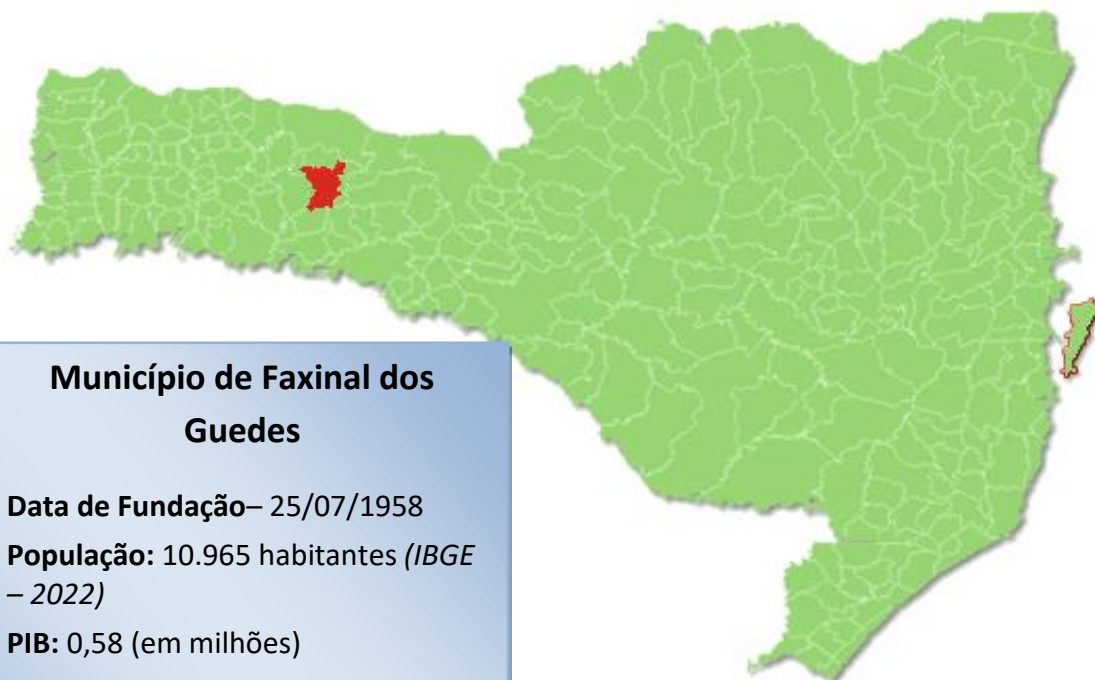 Município de Faxinal dos
Guedes
Data de Fundação– 25/07/1958
População: 10.965 habitantes (IBGE
– 2022)
PIB: 0,58 (em milhões)